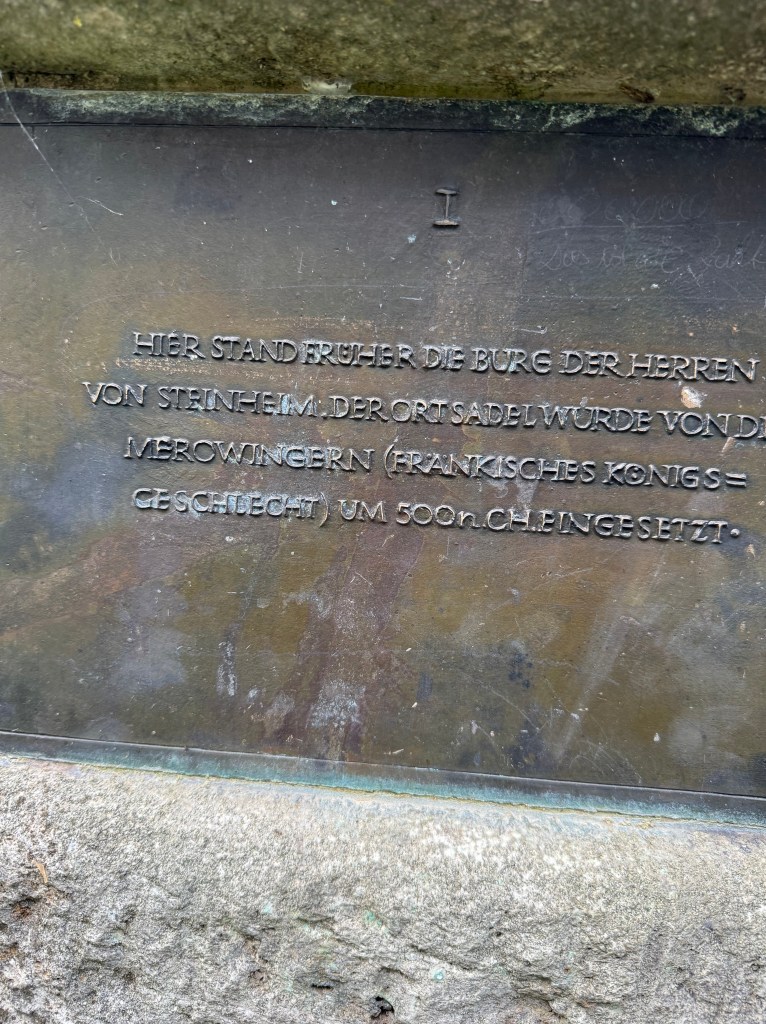 I
HIER STAND FRÜHER DIE BURG DER HERREN
VON STEINHEIM. DER ORTSADEL WURDE VON
MEROWINGERN (FRÄNKISCHES KÖNIGS=
GESCHLECHT) UM 500 n. CH. EINGESETZT.